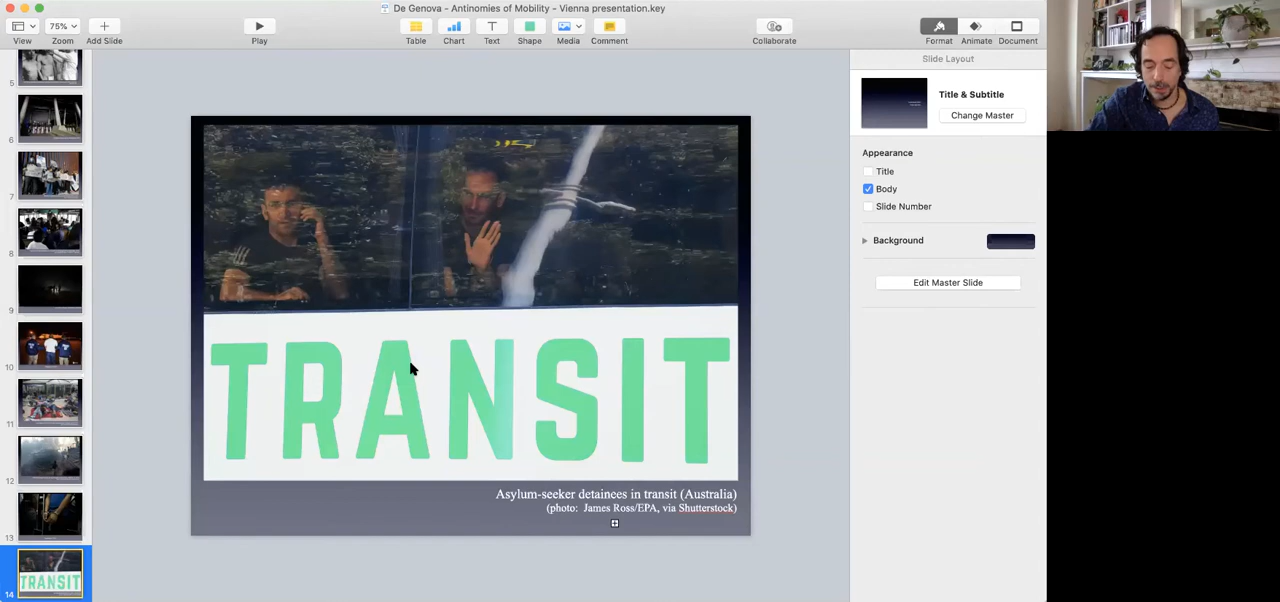 De Genova - Antinomies of Mobility - Vienna presentation.key
75%
View
Zoom
Add Slide
Play
Table
Chart
Text
Shape
Media
Comment
Collaborate
Format
Animate
Document
Slide Layout
Title & Subtitle
Change Master
Appearance
Title
Body
Slide Number
Background
Edit Master Slide
5
6
7
8
9
10
11
12
13
14
TRANSIT
TRANSIT
Asylum-seeker detainees in transit (Australia)
(photo: James Ross/EPA, via Shutterstock)